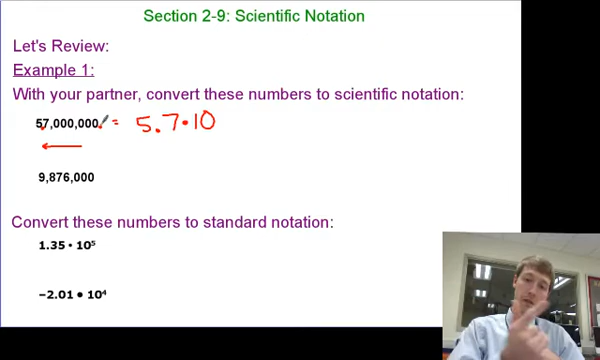 Section 2-9: Scientific Notation
Let's Review:
Example 1:
With your partner, convert these numbers to scientific notation:
57,000,000. = 5.7 • 10
9,876,000
Convert these numbers to standard notation:
1.35 • 10⁵
–2.01 • 10⁴